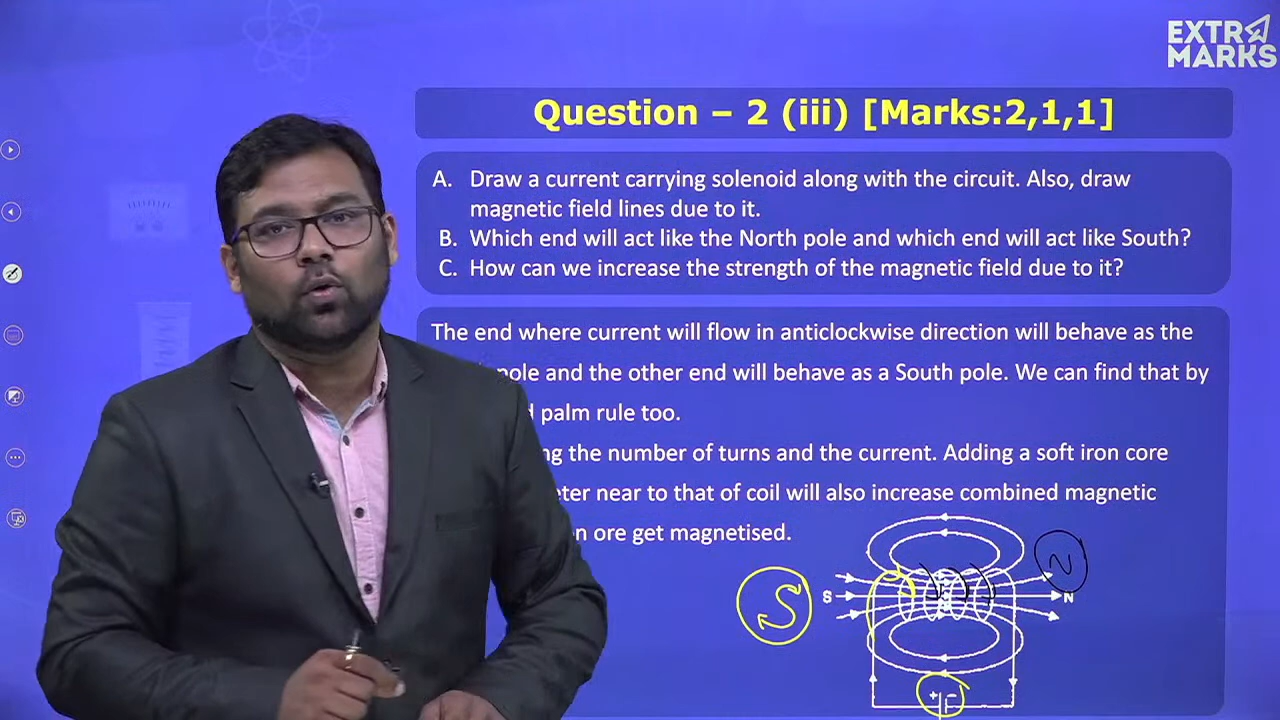 EXTRA
MARKS
Question – 2 (iii) [Marks:2,1,1]
A. Draw a current carrying solenoid along with the circuit. Also, draw
magnetic field lines due to it.
B. Which end will act like the North pole and which end will act like South?
C. How can we increase the strength of the magnetic field due to it?
The end where current will flow in anticlockwise direction will behave as the
pole and the other end will behave as a South pole. We can find that by
palm rule too.
the number of turns and the current. Adding a soft iron core
near to that of coil will also increase combined magnetic
ore get magnetised.
N
S
S
N
+ −